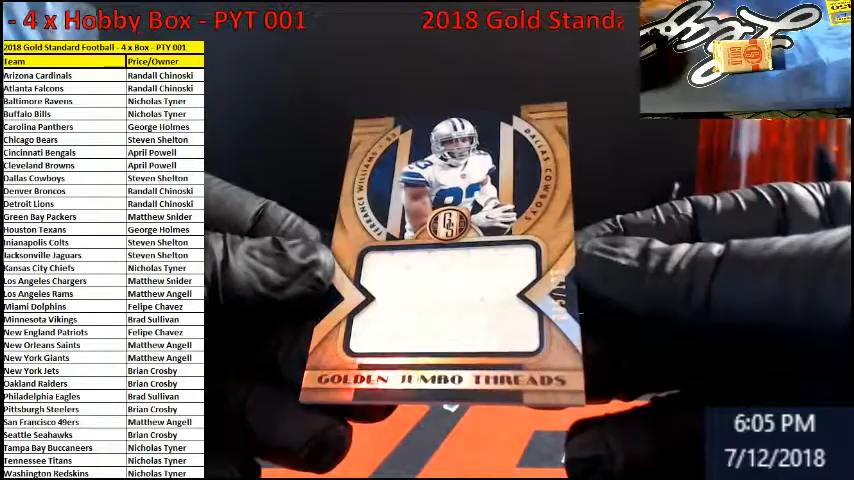 - 4 x Hobby Box - PYT 001
2018 Gold Standa
2018 Gold Standard Football - 4 x Box - PTY 001
Team Price/Owner
Arizona Cardinals Randall Chinoski
Atlanta Falcons Randall Chinoski
Baltimore Ravens Nicholas Tyner
Buffalo Bills Nicholas Tyner
Carolina Panthers George Holmes
Chicago Bears Steven Shelton
Cincinnati Bengals April Powell
Cleveland Browns April Powell
Dallas Cowboys Steven Shelton
Denver Broncos Randall Chinoski
Detroit Lions Randall Chinoski
Green Bay Packers Matthew Snider
Houston Texans George Holmes
Inianapolis Colts Steven Shelton
Jacksonville Jaguars Steven Shelton
Kansas City Chiefs Nicholas Tyner
Los Angeles Chargers Matthew Snider
Los Angeles Rams Matthew Angell
Miami Dolphins Felipe Chavez
Minnesota Vikings Brad Sullivan
New England Patriots Felipe Chavez
New Orleans Saints Matthew Angell
New York Giants Matthew Angell
New York Jets Brian Crosby
Oakland Raiders Brian Crosby
Philadelphia Eagles Brad Sullivan
Pittsburgh Steelers Brian Crosby
San Francisco 49ers Matthew Angell
Seattle Seahawks Brian Crosby
Tampa Bay Buccaneers Nicholas Tyner
Tennessee Titans Nicholas Tyner
Washington Redskins Nicholas Tyner
TERRANCE WILLIAMS - 83
DALLAS COWBOYS
GS
GOLDEN JUMBO THREADS
GOLD
6:05 PM
7/12/2018